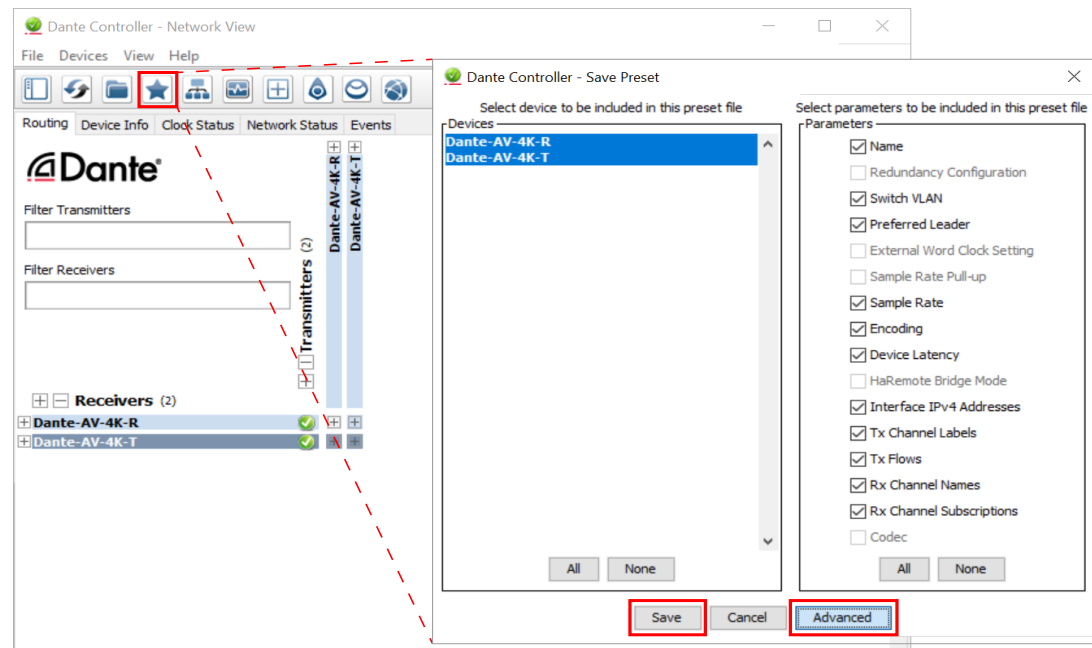 Dante Controller - Network View
File Devices View Help
Routing Device Info Clock Status Network Status Events
Dante®
Filter Transmitters
Filter Receivers
Transmitters (2)
Dante-AV-4K-R
Dante-AV-4K-T
Receivers (2)
Dante-AV-4K-R
Dante-AV-4K-T
Dante Controller - Save Preset
Select device to be included in this preset file
Devices
Dante-AV-4K-R
Dante-AV-4K-T
All None
Select parameters to be included in this preset file
Parameters
Name
Redundancy Configuration
Switch VLAN
Preferred Leader
External Word Clock Setting
Sample Rate Pull-up
Sample Rate
Encoding
Device Latency
HaRemote Bridge Mode
Interface IPv4 Addresses
Tx Channel Labels
Tx Flows
Rx Channel Names
Rx Channel Subscriptions
Codec
All None
Save Cancel Advanced